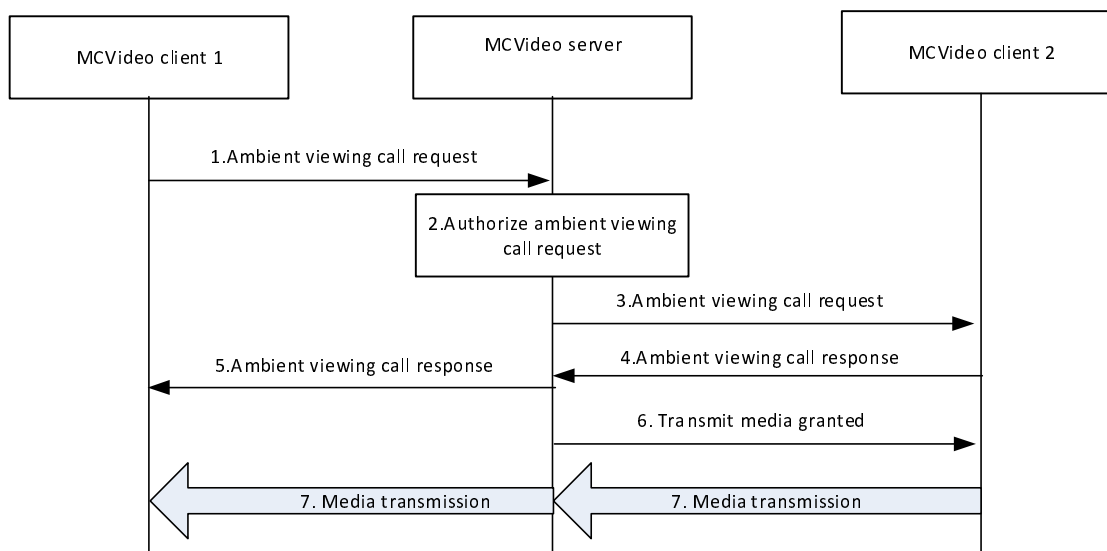 MCVideo client 1
MCVideo server
MCVideo client 2
1.Ambient viewing call request
2.Authorize ambient viewing
call request
3.Ambient viewing call request
4.Ambient viewing call response
5.Ambient viewing call response
6. Transmit media granted
7. Media transmission
7. Media transmission